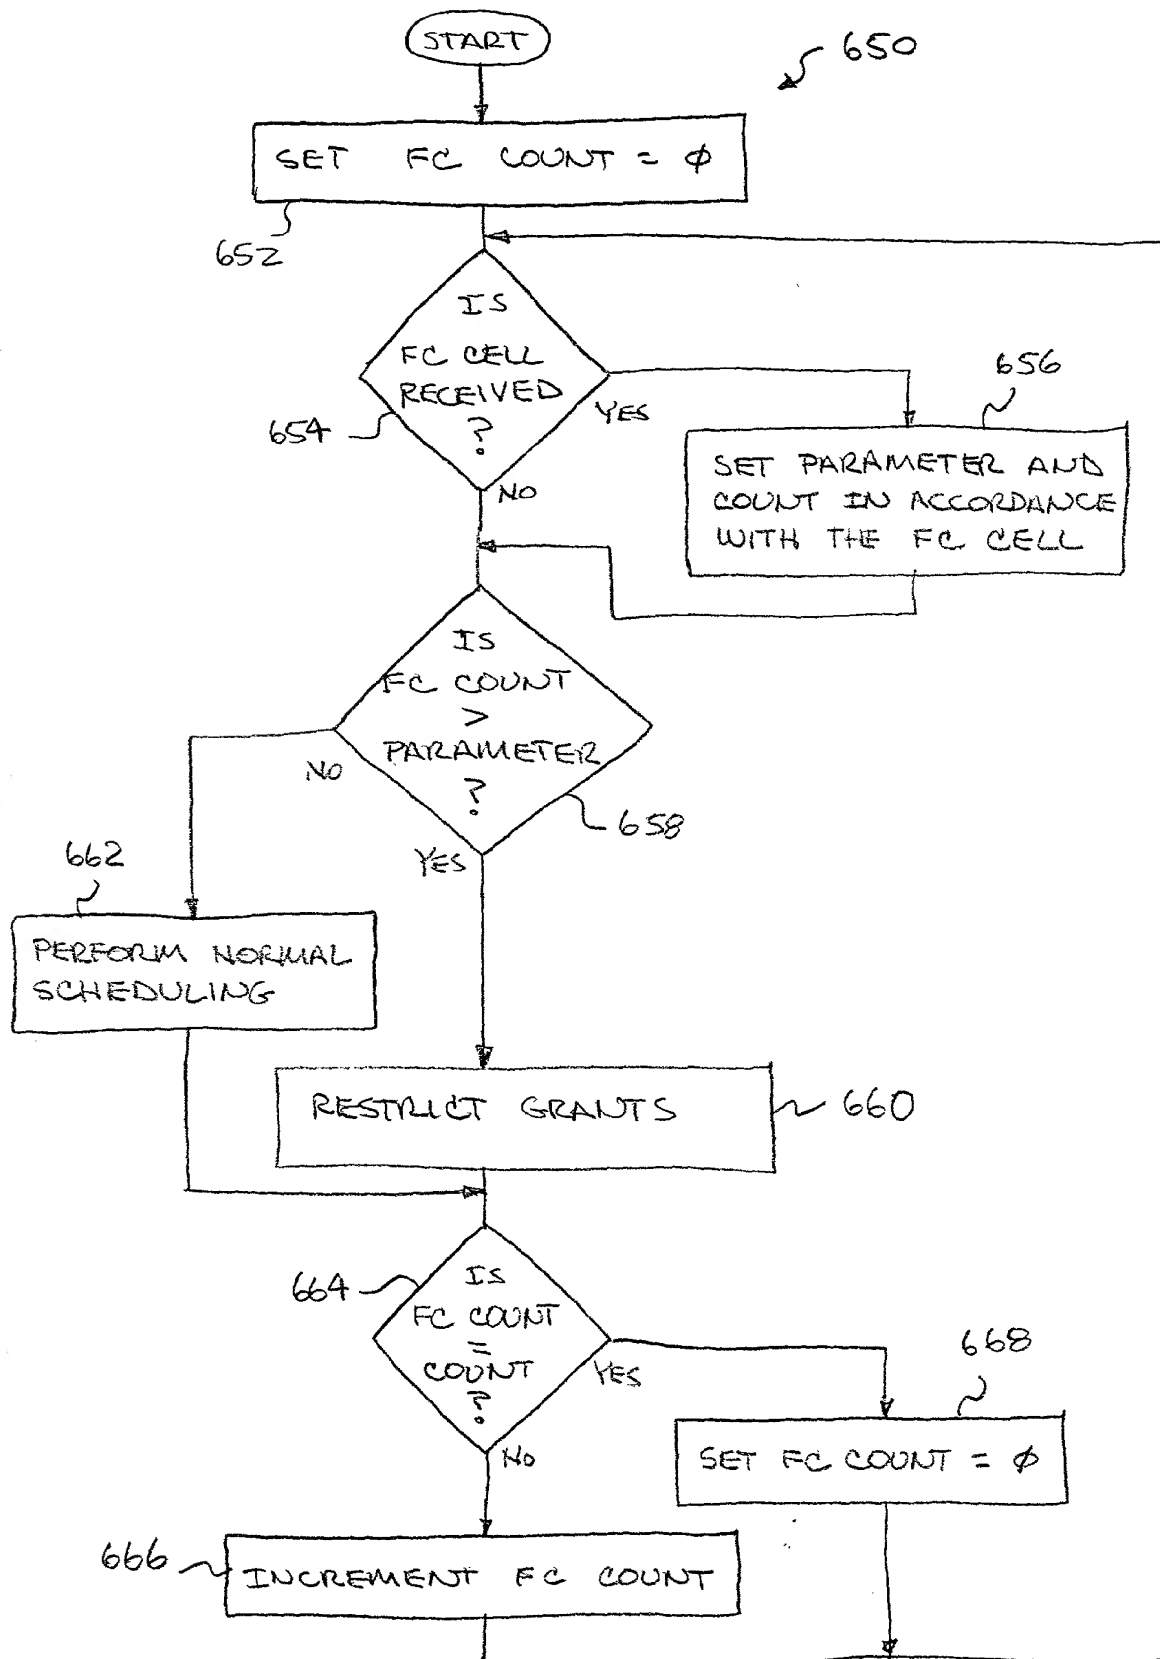 START
650
SET FC COUNT = ϕ
652
IS
FC CELL
RECEIVED
?
654
YES
NO
656
SET PARAMETER AND
COUNT IN ACCORDANCE
WITH THE FC CELL
IS
FC COUNT
>
PARAMETER
?
NO
658
YES
662
PERFORM NORMAL
SCHEDULING
RESTRICT GRANTS
660
664
IS
FC COUNT
=
COUNT
?
YES
NO
668
SET FC COUNT = ϕ
666
INCREMENT FC COUNT